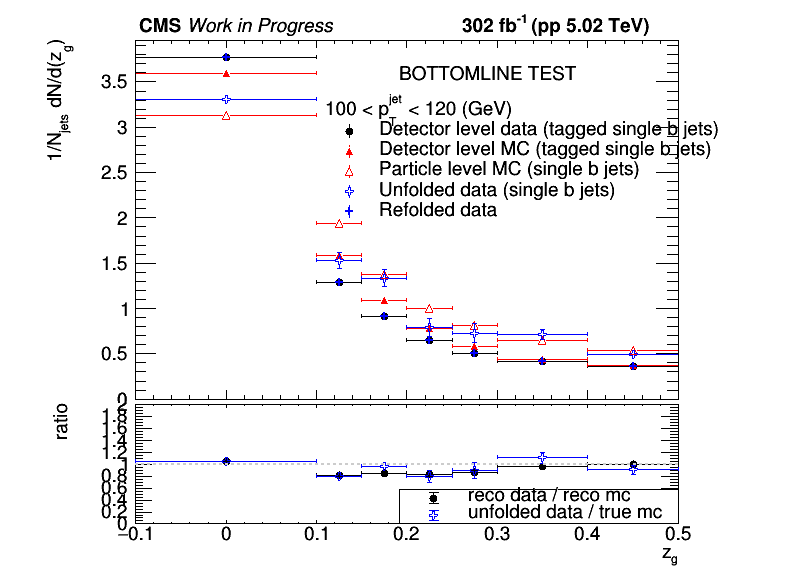 CMS Work in Progress 302 fb-1 (pp 5.02 TeV)
1/Njets dN/d(zg)
BOTTOMLINE TEST
100 < pTjet < 120 (GeV)
Detector level data (tagged single b jets)
Detector level MC (tagged single b jets)
Particle level MC (single b jets)
Unfolded data (single b jets)
Refolded data
3.5
3
2
1.5
1
0.5
0
ratio
2
1.8
1.6
1.4
1.2
1
0.8
0.6
0.4
0.2
0
reco data / reco mc
unfolded data / true mc
−0.1 0 0.1 0.2 0.3 0.4 0.5
zg